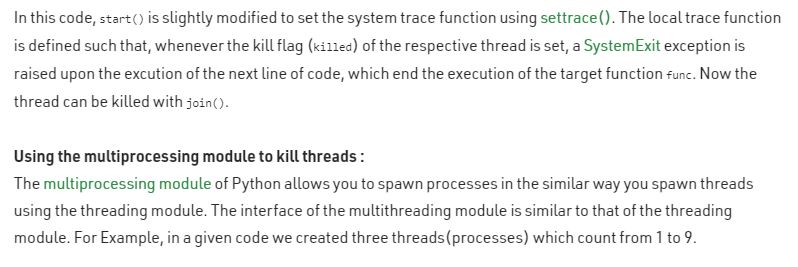 In this code, start() is slightly modified to set the system trace function using settrace(). The local trace function
is defined such that, whenever the kill flag (killed) of the respective thread is set, a SystemExit exception is
raised upon the excution of the next line of code, which end the execution of the target function func. Now the
thread can be killed with join().
Using the multiprocessing module to kill threads :
The multiprocessing module of Python allows you to spawn processes in the similar way you spawn threads
using the threading module. The interface of the multithreading module is similar to that of the threading
module. For Example, in a given code we created three threads(processes) which count from 1 to 9.